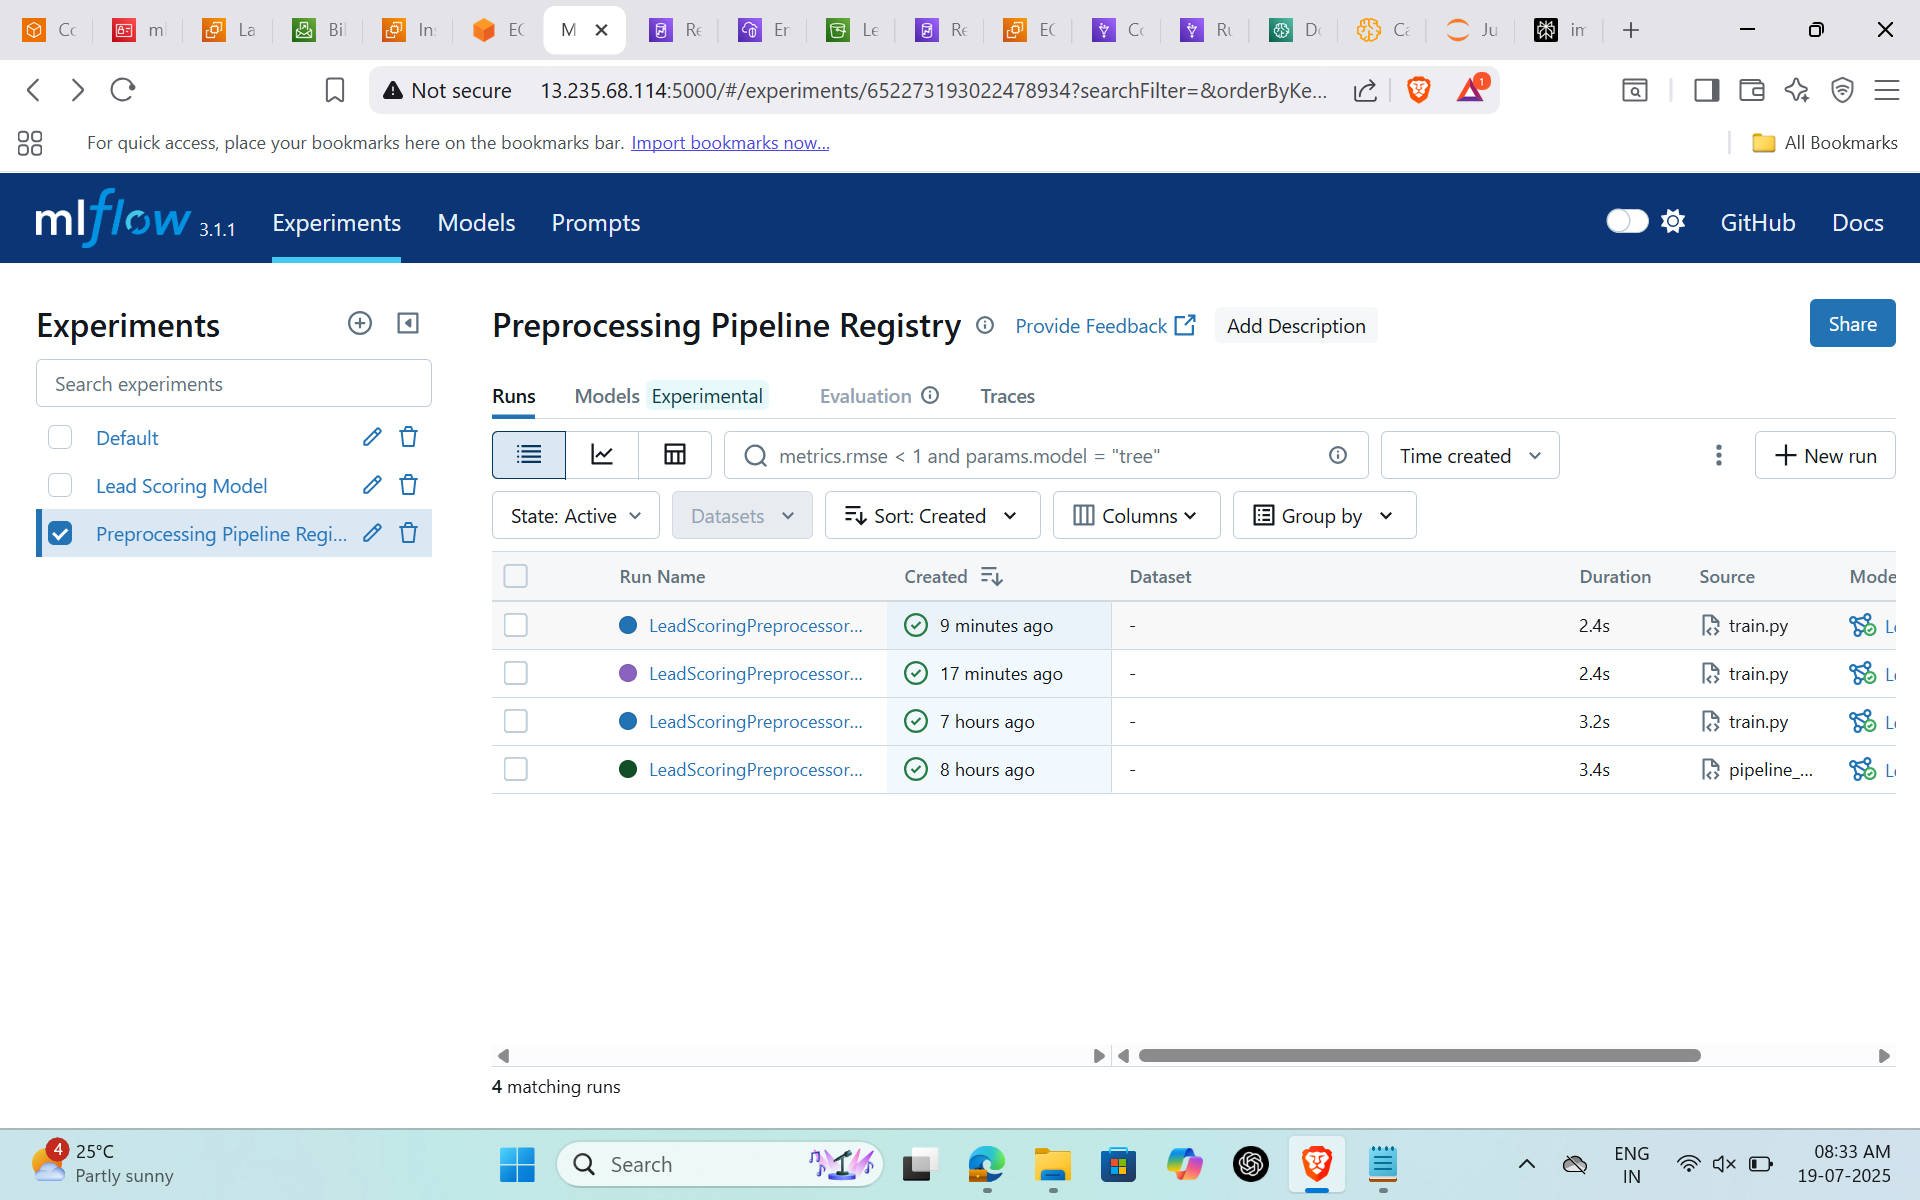 Cc
m
La
Bil
In
EC
M
Re
Er
Le
Re
EC
Cc
Ru
Dc
Ca
Ju
im
Not secure 13.235.68.114:5000/#/experiments/652273193022478934?searchFilter=&orderByKe...
1
For quick access, place your bookmarks here on the bookmarks bar. Import bookmarks now...
All Bookmarks
mlflow 3.1.1 Experiments Models Prompts GitHub Docs
Experiments
Search experiments
Default
Lead Scoring Model
Preprocessing Pipeline Regi...
Preprocessing Pipeline Registry Provide Feedback Add Description Share
Runs Models Experimental Evaluation Traces
metrics.rmse < 1 and params.model = "tree" Time created New run
State: Active Datasets Sort: Created Columns Group by
Run Name Created Dataset Duration Source Mode
LeadScoringPreprocessor... 9 minutes ago - 2.4s train.py Le
LeadScoringPreprocessor... 17 minutes ago - 2.4s train.py Le
LeadScoringPreprocessor... 7 hours ago - 3.2s train.py Le
LeadScoringPreprocessor... 8 hours ago - 3.4s pipeline_... Le
4 matching runs
4
25°C
Partly sunny
Search
ENG
IN
08:33 AM
19-07-2025